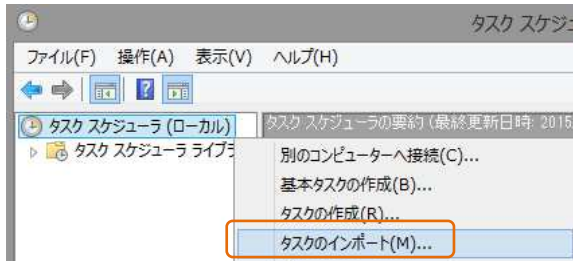 タスク スケジュ
ファイル(F) 操作(A) 表示(V) ヘルプ(H)
タスク スケジューラ (ローカル)
タスク スケジューラの要約 (最終更新日時: 2015
タスク スケジューラ ライブラ
別のコンピューターへ接続(C)...
基本タスクの作成(B)...
タスクの作成(R)...
タスクのインポート(M)...